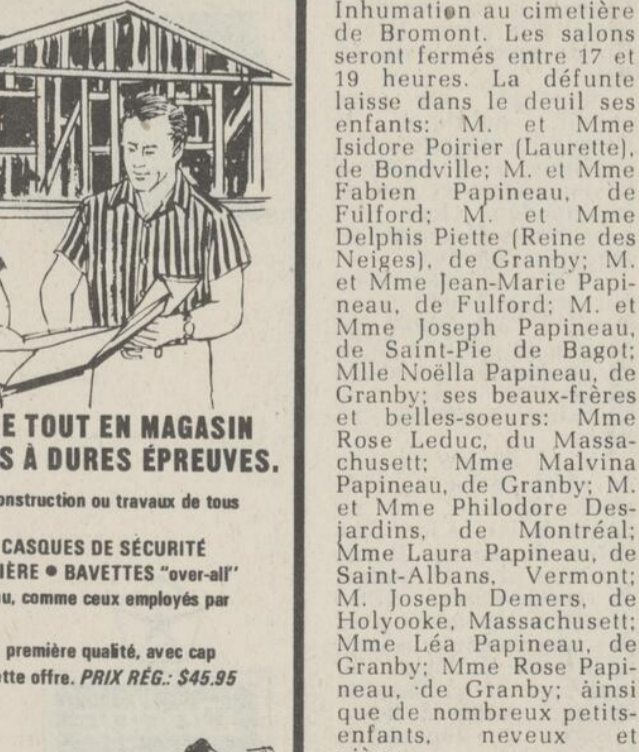 E TOUT EN MAGASIN
S À DURES ÉPREUVES.
onstruction ou travaux de tous
CASQUES DE SÉCURITÉ
IÈRE ● BAVETTES "over-all"
u, comme ceux employés par
première qualité, avec cap
ette offre. PRIX RÉG.: $45.95
Inhumation au cimetière
de Bromont. Les salons
seront fermés entre 17 et
19 heures. La défunte
laisse dans le deuil ses
enfants: M. et Mme
Isidore Poirier (Laurette),
de Bondville; M. et Mme
Fabien Papineau, de
Fulford; M. et Mme
Delphis Piette (Reine des
Neiges), de Granby; M.
et Mme Jean-Marie Papi-
neau, de Fulford; M. et
Mme Joseph Papineau,
de Saint-Pie de Bagot;
Mlle Noëlla Papineau, de
Granby; ses beaux-frères
et belles-soeurs: Mme
Rose Leduc, du Massa-
chusett; Mme Malvina
Papineau, de Granby; M.
et Mme Philodore Des-
jardins, de Montréal;
Mme Laura Papineau, de
Saint-Albans, Vermont;
M. Joseph Demers, de
Holyooke, Massachusett;
Mme Léa Papineau, de
Granby; Mme Rose Papi-
neau, de Granby; ainsi
que de nombreux petits-
enfants, neveux et